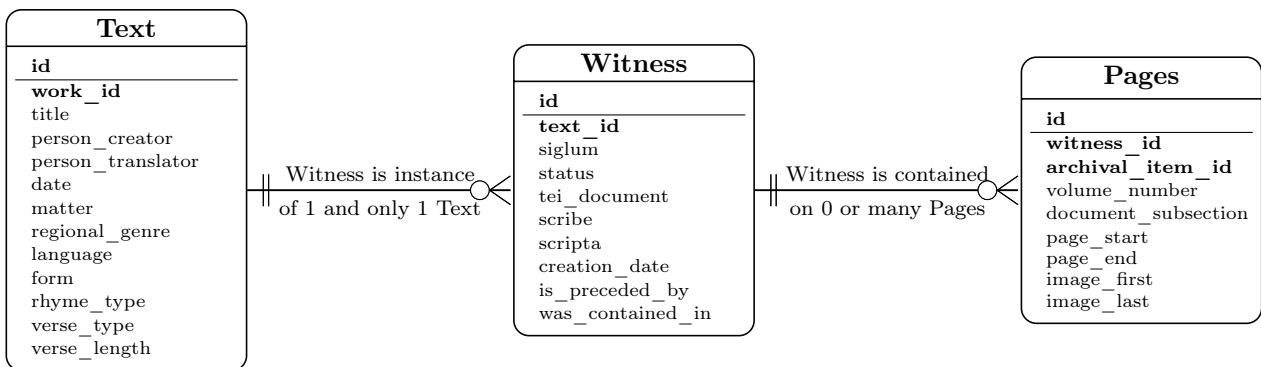 Text
id
work_id
title
person_creator
person_translator
date
matter
regional_genre
language
form
rhyme_type
verse_type
verse_length
Witness is instance
of 1 and only 1 Text
Witness
id
text_id
siglum
status
tei_document
scribe
scripta
creation_date
is_preceded_by
was_contained_in
Witness is contained
on 0 or many Pages
Pages
id
witness_id
archival_item_id
volume_number
document_subsection
page_start
page_end
image_first
image_last